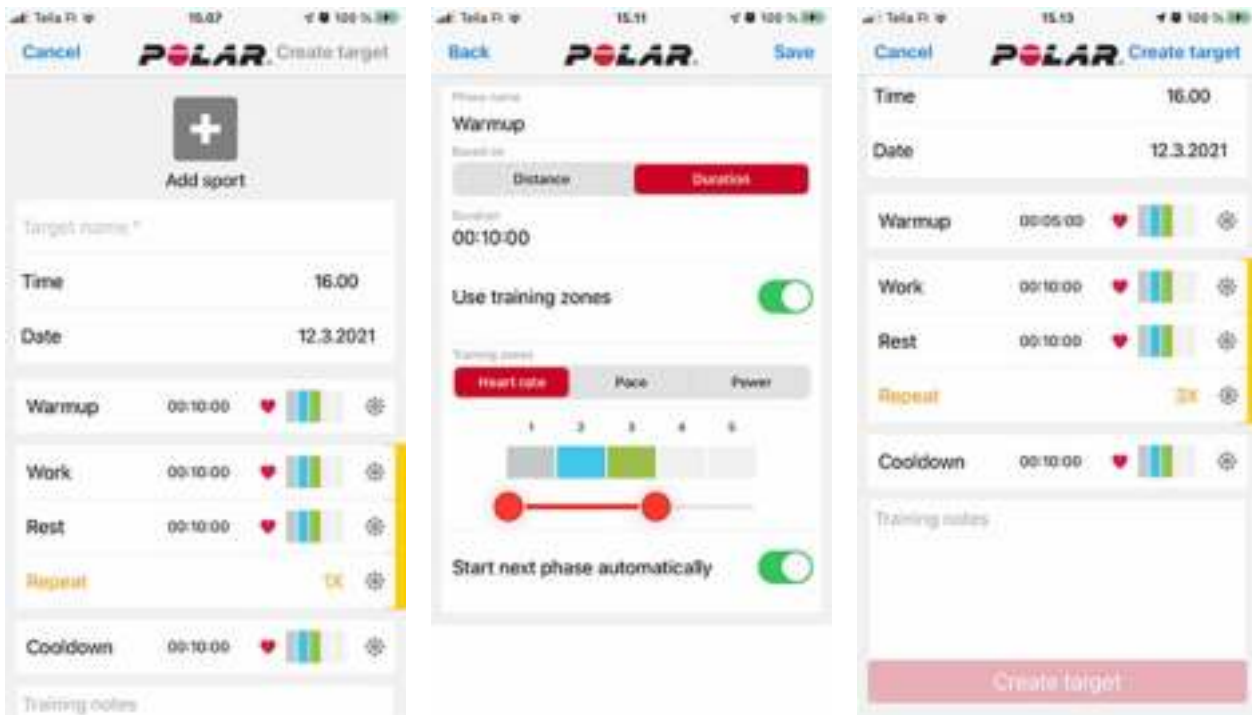 Telia FI 15.07 100 %
Cancel POLAR. Create target
Add sport
Target name *
Time 16.00
Date 12.3.2021
Warmup 00:10:00
Work 00:10:00
Rest 00:10:00
Repeat 1X
Cooldown 00:10:00
Training notes
Telia FI 15.11 100 %
Back POLAR. Save
Phase name
Warmup
Based on
Distance Duration
Duration
00:10:00
Use training zones
Training zones
Heart rate Pace Power
1 2 3 4 5
Start next phase automatically
Telia FI 15.13 100 %
Cancel POLAR. Create target
Time 16.00
Date 12.3.2021
Warmup 00:05:00
Work 00:10:00
Rest 00:10:00
Repeat 3X
Cooldown 00:10:00
Training notes
Create target